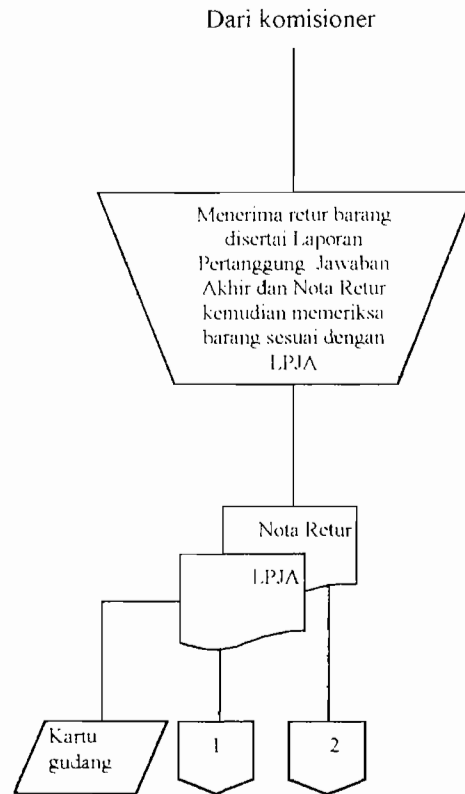 Dari komisioner
Menerima retur barang
disertai Laporan
Pertanggung Jawaban
Akhir dan Nota Retur
kemudian memeriksa
barang sesuai dengan
LPJA
Nota Retur
LPJA
Kartu
gudang
1
2